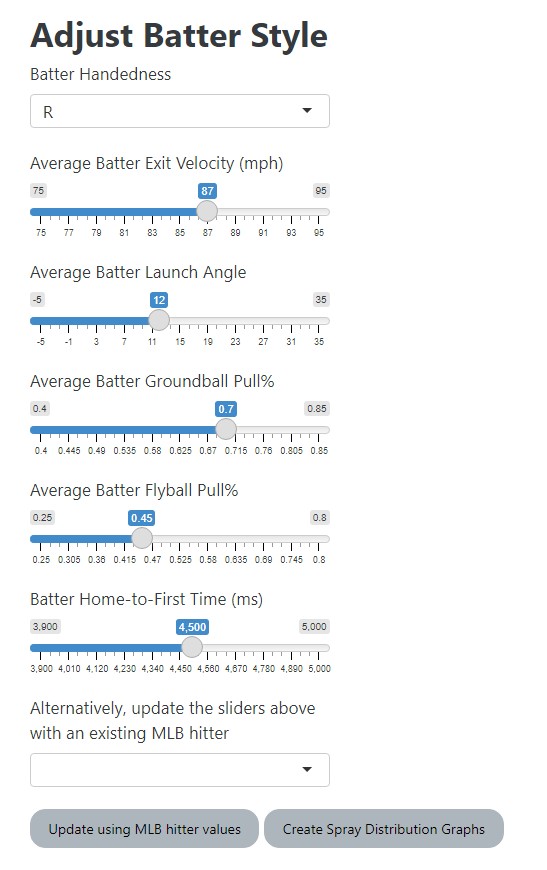 Adjust Batter Style
Batter Handedness
R
Average Batter Exit Velocity (mph)
75 87 95
75 77 79 81 83 85 87 89 91 93 95
Average Batter Launch Angle
-5 12 35
-5 -1 3 7 11 15 19 23 27 31 35
Average Batter Groundball Pull%
0.4 0.7 0.85
0.4 0.445 0.49 0.535 0.58 0.625 0.67 0.715 0.76 0.805 0.85
Average Batter Flyball Pull%
0.25 0.45 0.8
0.25 0.305 0.36 0.415 0.47 0.525 0.58 0.635 0.69 0.745 0.8
Batter Home-to-First Time (ms)
3,900 4,500 5,000
3,900 4,010 4,120 4,230 4,340 4,450 4,560 4,670 4,780 4,890 5,000
Alternatively, update the sliders above
with an existing MLB hitter
Update using MLB hitter values Create Spray Distribution Graphs